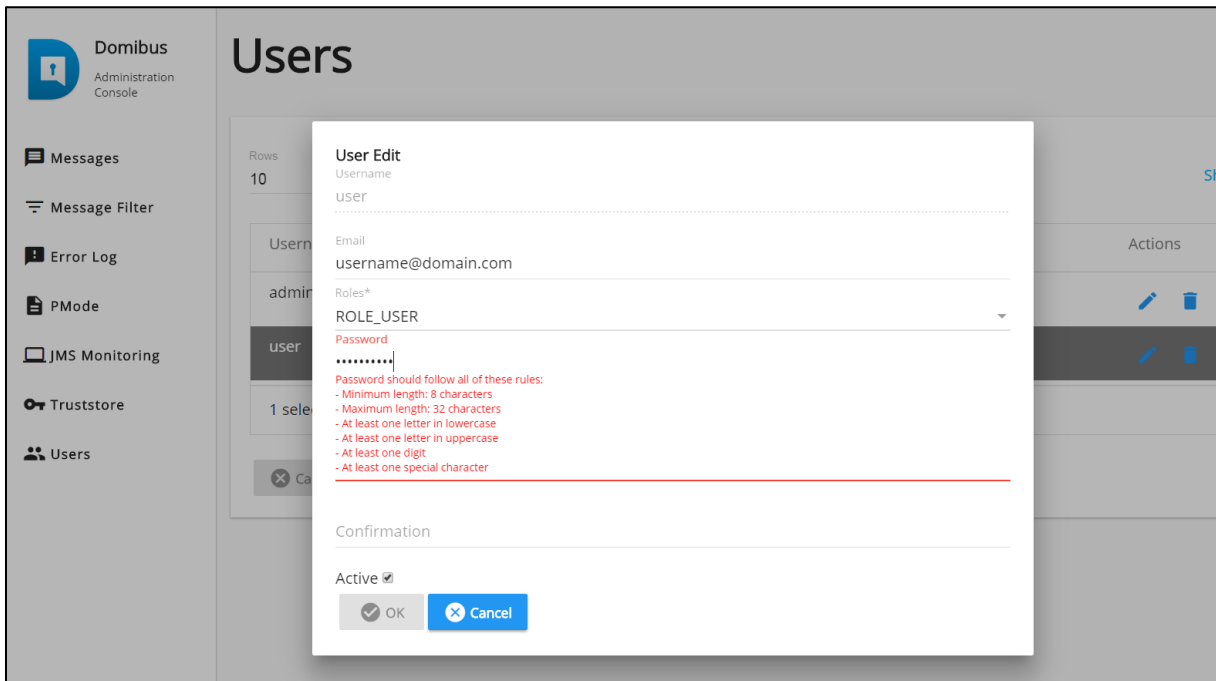 Domibus
Administration
Console
Messages
Message Filter
Error Log
PMode
JMS Monitoring
Truststore
Users
Users
Rows
10
Actions
admin
user
User Edit
Username
user
Email
username@domain.com
Roles*
ROLE_USER
Password
••••••••••
Password should follow all of these rules:
- Minimum length: 8 characters
- Maximum length: 32 characters
- At least one letter in lowercase
- At least one letter in uppercase
- At least one digit
- At least one special character
Confirmation
Active
OK
Cancel